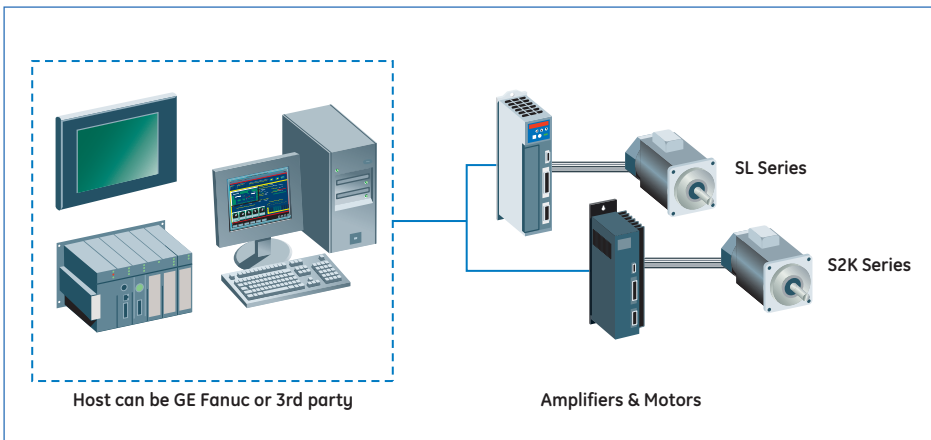 SL Series
S2K Series
Host can be GE Fanuc or 3rd party
Amplifiers & Motors